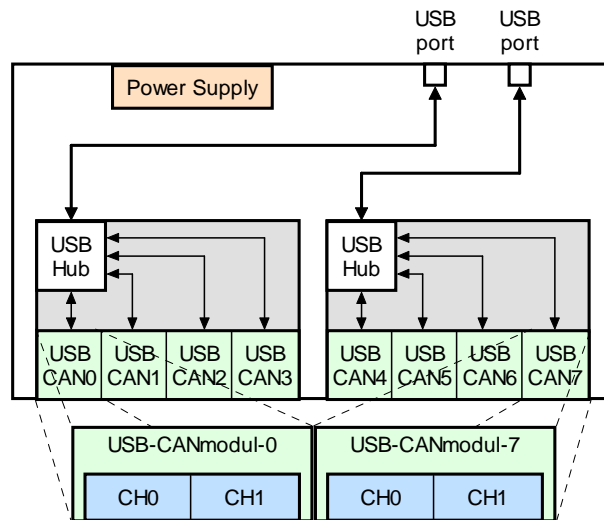 USB port
USB port
Power Supply
USB Hub
USB Hub
USB CAN0
USB CAN1
USB CAN2
USB CAN3
USB CAN4
USB CAN5
USB CAN6
USB CAN7
USB-CANmodul-0
USB-CANmodul-7
CH0
CH1
CH0
CH1